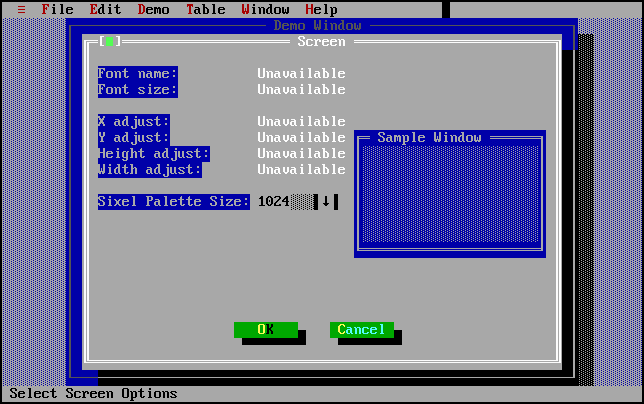 ≡ File Edit Demo Table Window Help
Demo Window
[■] Screen
Font name: Unavailable
Font size: Unavailable
X adjust: Unavailable
Y adjust: Unavailable
Height adjust: Unavailable
Width adjust: Unavailable
Sample Window
Sixel Palette Size: 1024 ↓
OK Cancel
Select Screen Options